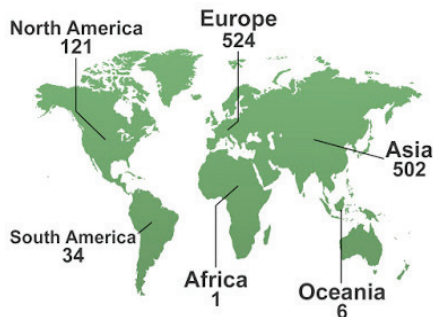 North America
121
Europe
524
Asia
502
South America
34
Africa
1
Oceania
6